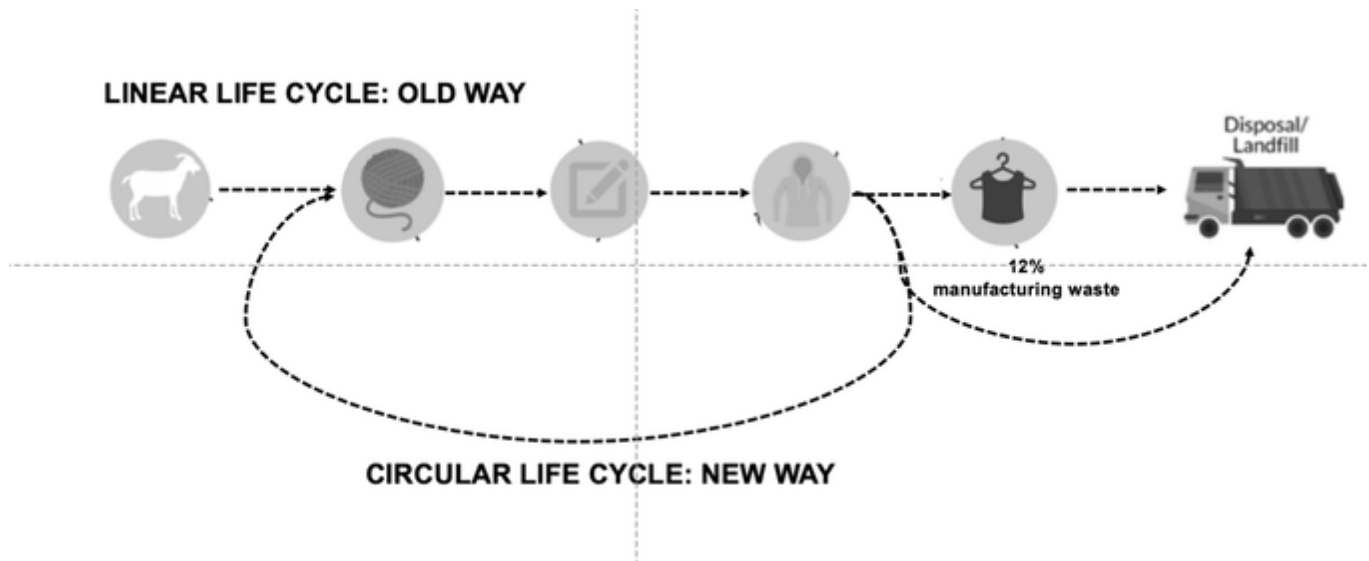 LINEAR LIFE CYCLE: OLD WAY
Disposal/
Landfill
12%
manufacturing waste
CIRCULAR LIFE CYCLE: NEW WAY